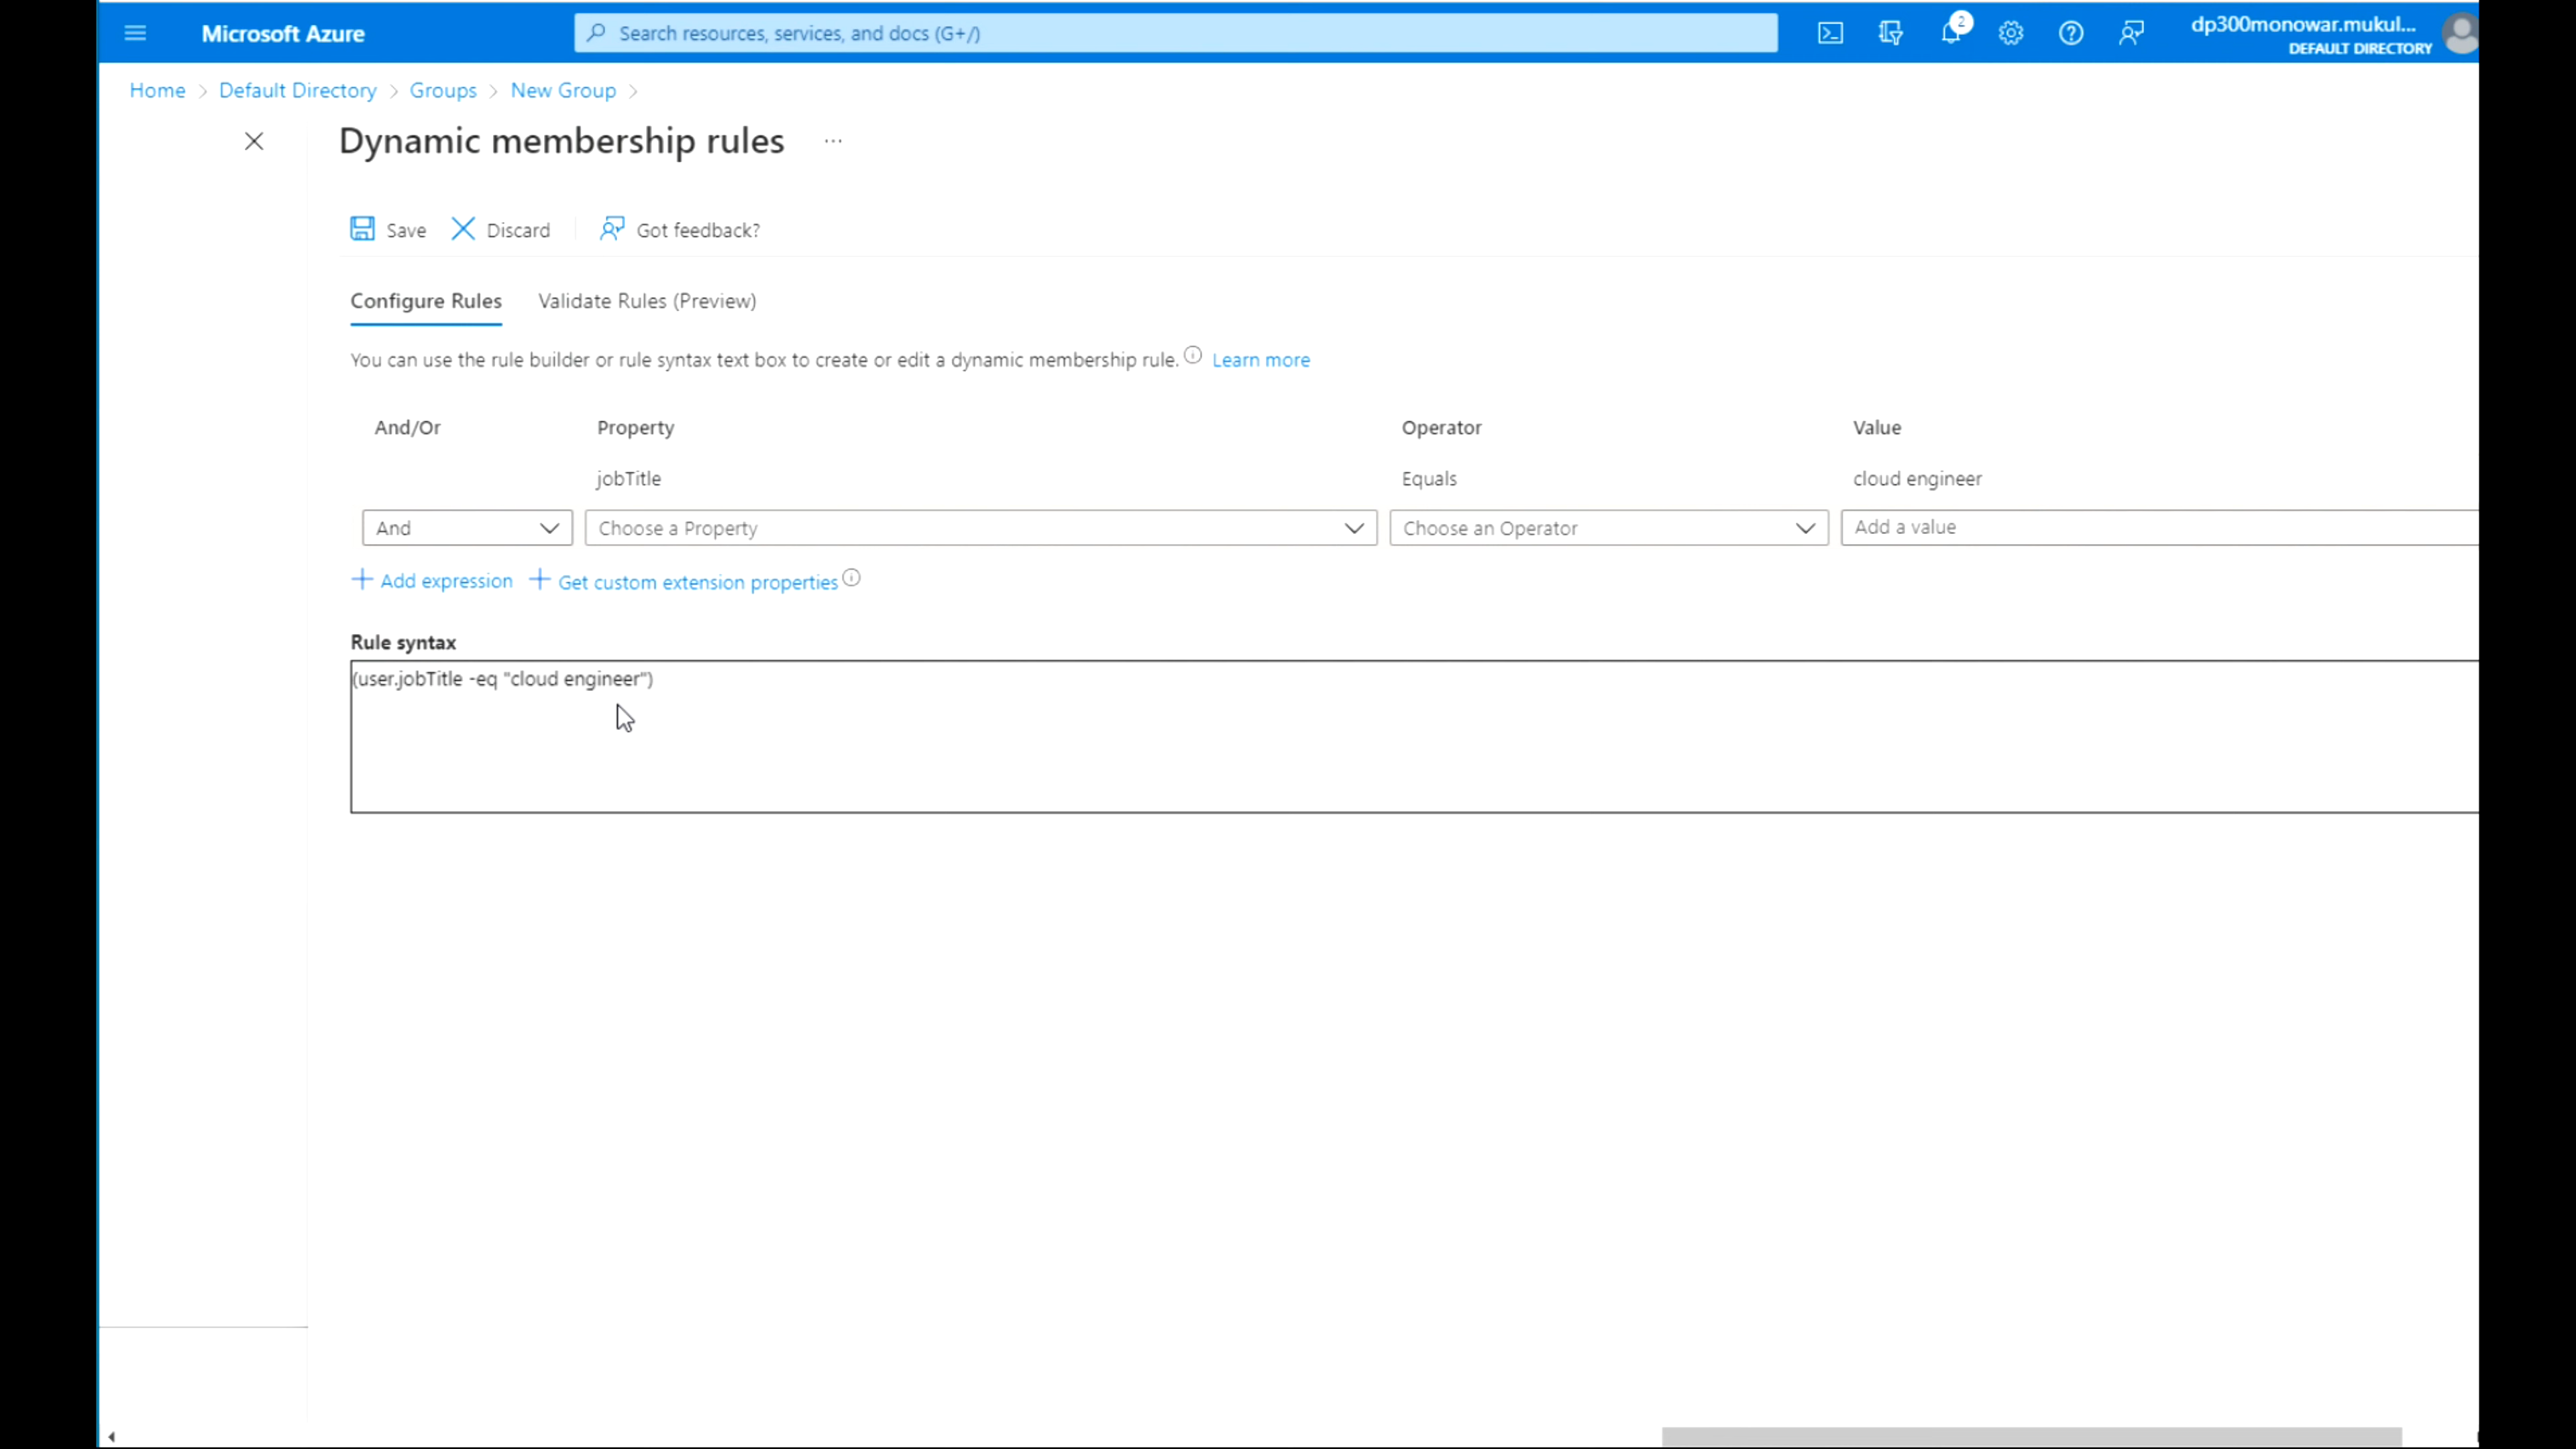 Microsoft Azure
Search resources, services, and docs (G+/)
2
dp300monowar.mukul...
DEFAULT DIRECTORY
Home > Default Directory > Groups > New Group >
Dynamic membership rules ...
Save Discard Got feedback?
Configure Rules Validate Rules (Preview)
You can use the rule builder or rule syntax text box to create or edit a dynamic membership rule. Learn more
And/Or Property Operator Value
jobTitle Equals cloud engineer
And Choose a Property Choose an Operator Add a value
+ Add expression + Get custom extension properties
Rule syntax
(user.jobTitle -eq "cloud engineer")